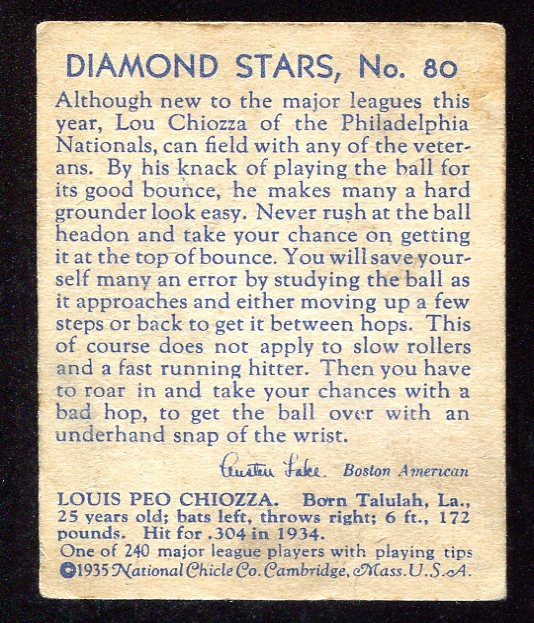 DIAMOND STARS, No. 80
Although new to the major leagues this
year, Lou Chiozza of the Philadelphia
Nationals, can field with any of the veter-
ans. By his knack of playing the ball for
its good bounce, he makes many a hard
grounder look easy. Never rush at the ball
headon and take your chance on getting
it at the top of bounce. You will save your-
self many an error by studying the ball as
it approaches and either moving up a few
steps or back to get it between hops. This
of course does not apply to slow rollers
and a fast running hitter. Then you have
to roar in and take your chances with a
bad hop, to get the ball over with an
underhand snap of the wrist.
Austen Lake Boston American
LOUIS PEO CHIOZZA. Born Talulah, La.,
25 years old; bats left, throws right; 6 ft., 172
pounds. Hit for .304 in 1934.
One of 240 major league players with playing tips
©1935 National Chicle Co. Cambridge, Mass. U.S.A.